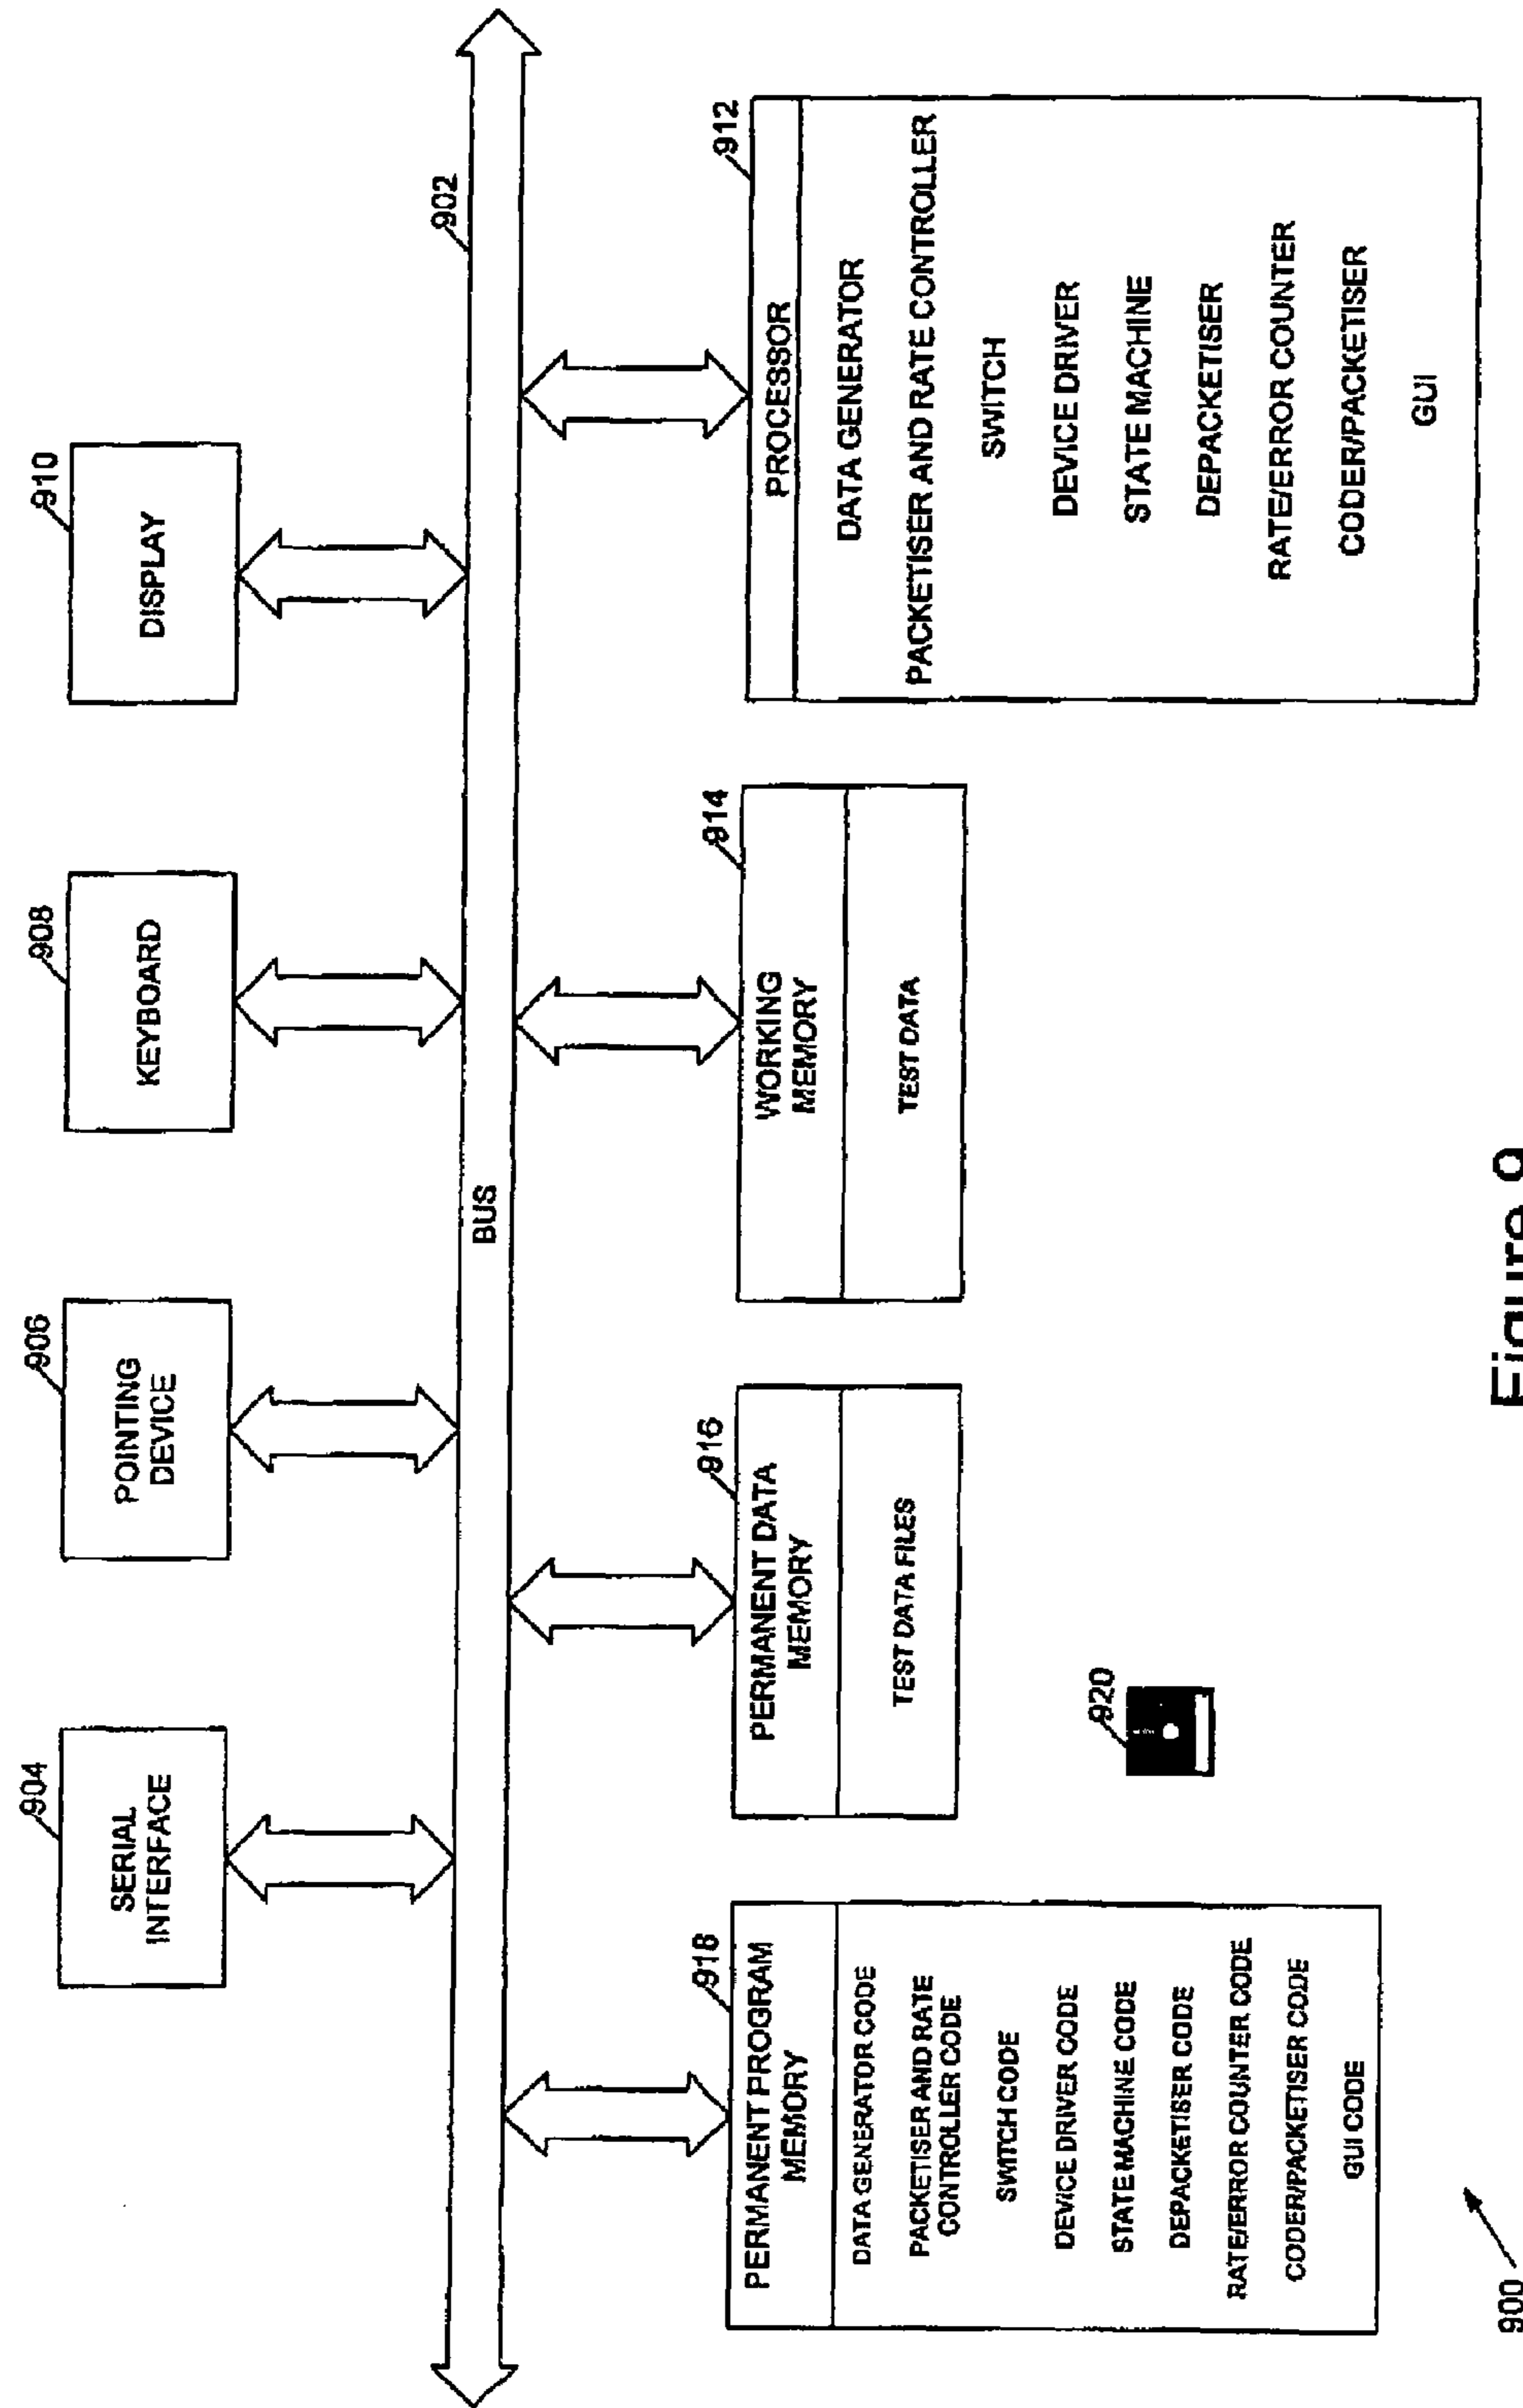 904
SERIAL
INTERFACE
906
POINTING
DEVICE
908
KEYBOARD
910
DISPLAY
BUS
902
918
PERMANENT PROGRAM
MEMORY
DATA GENERATOR CODE
PACKETISER AND RATE
CONTROLLER CODE
SWITCH CODE
DEVICE DRIVER CODE
STATE MACHINE CODE
DEPACKETISER CODE
RATE/ERROR COUNTER CODE
CODER/PACKETISER CODE
GUI CODE
916
PERMANENT DATA
MEMORY
TEST DATA FILES
920
914
WORKING
MEMORY
TEST DATA
912
PROCESSOR
DATA GENERATOR
PACKETISER AND RATE CONTROLLER
SWITCH
DEVICE DRIVER
STATE MACHINE
DEPACKETISER
RATE/ERROR COUNTER
CODER/PACKETISER
GUI
900
Figure 9